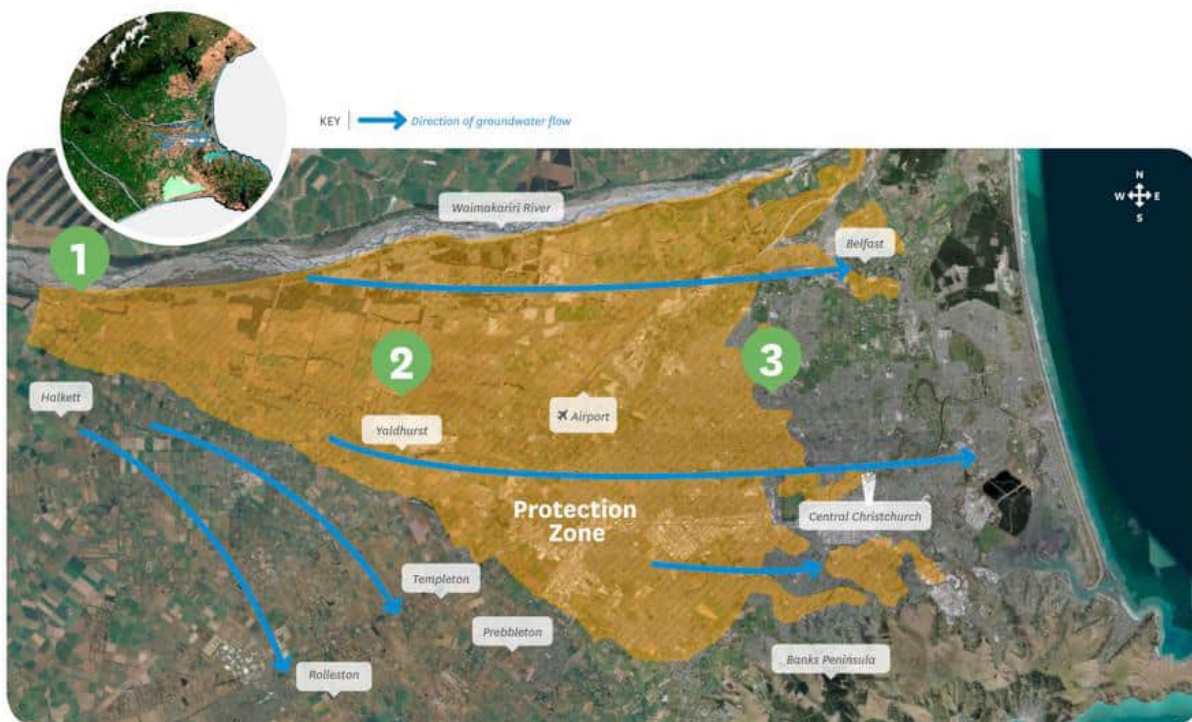 KEY
Direction of groundwater flow
N
W E
S
Waimakariri River
1
Belfast
2
3
Halkett
Airport
Yaldhurst
Protection
Zone
Central Christchurch
Templeton
Prebbleton
Banks Peninsula
Rolleston